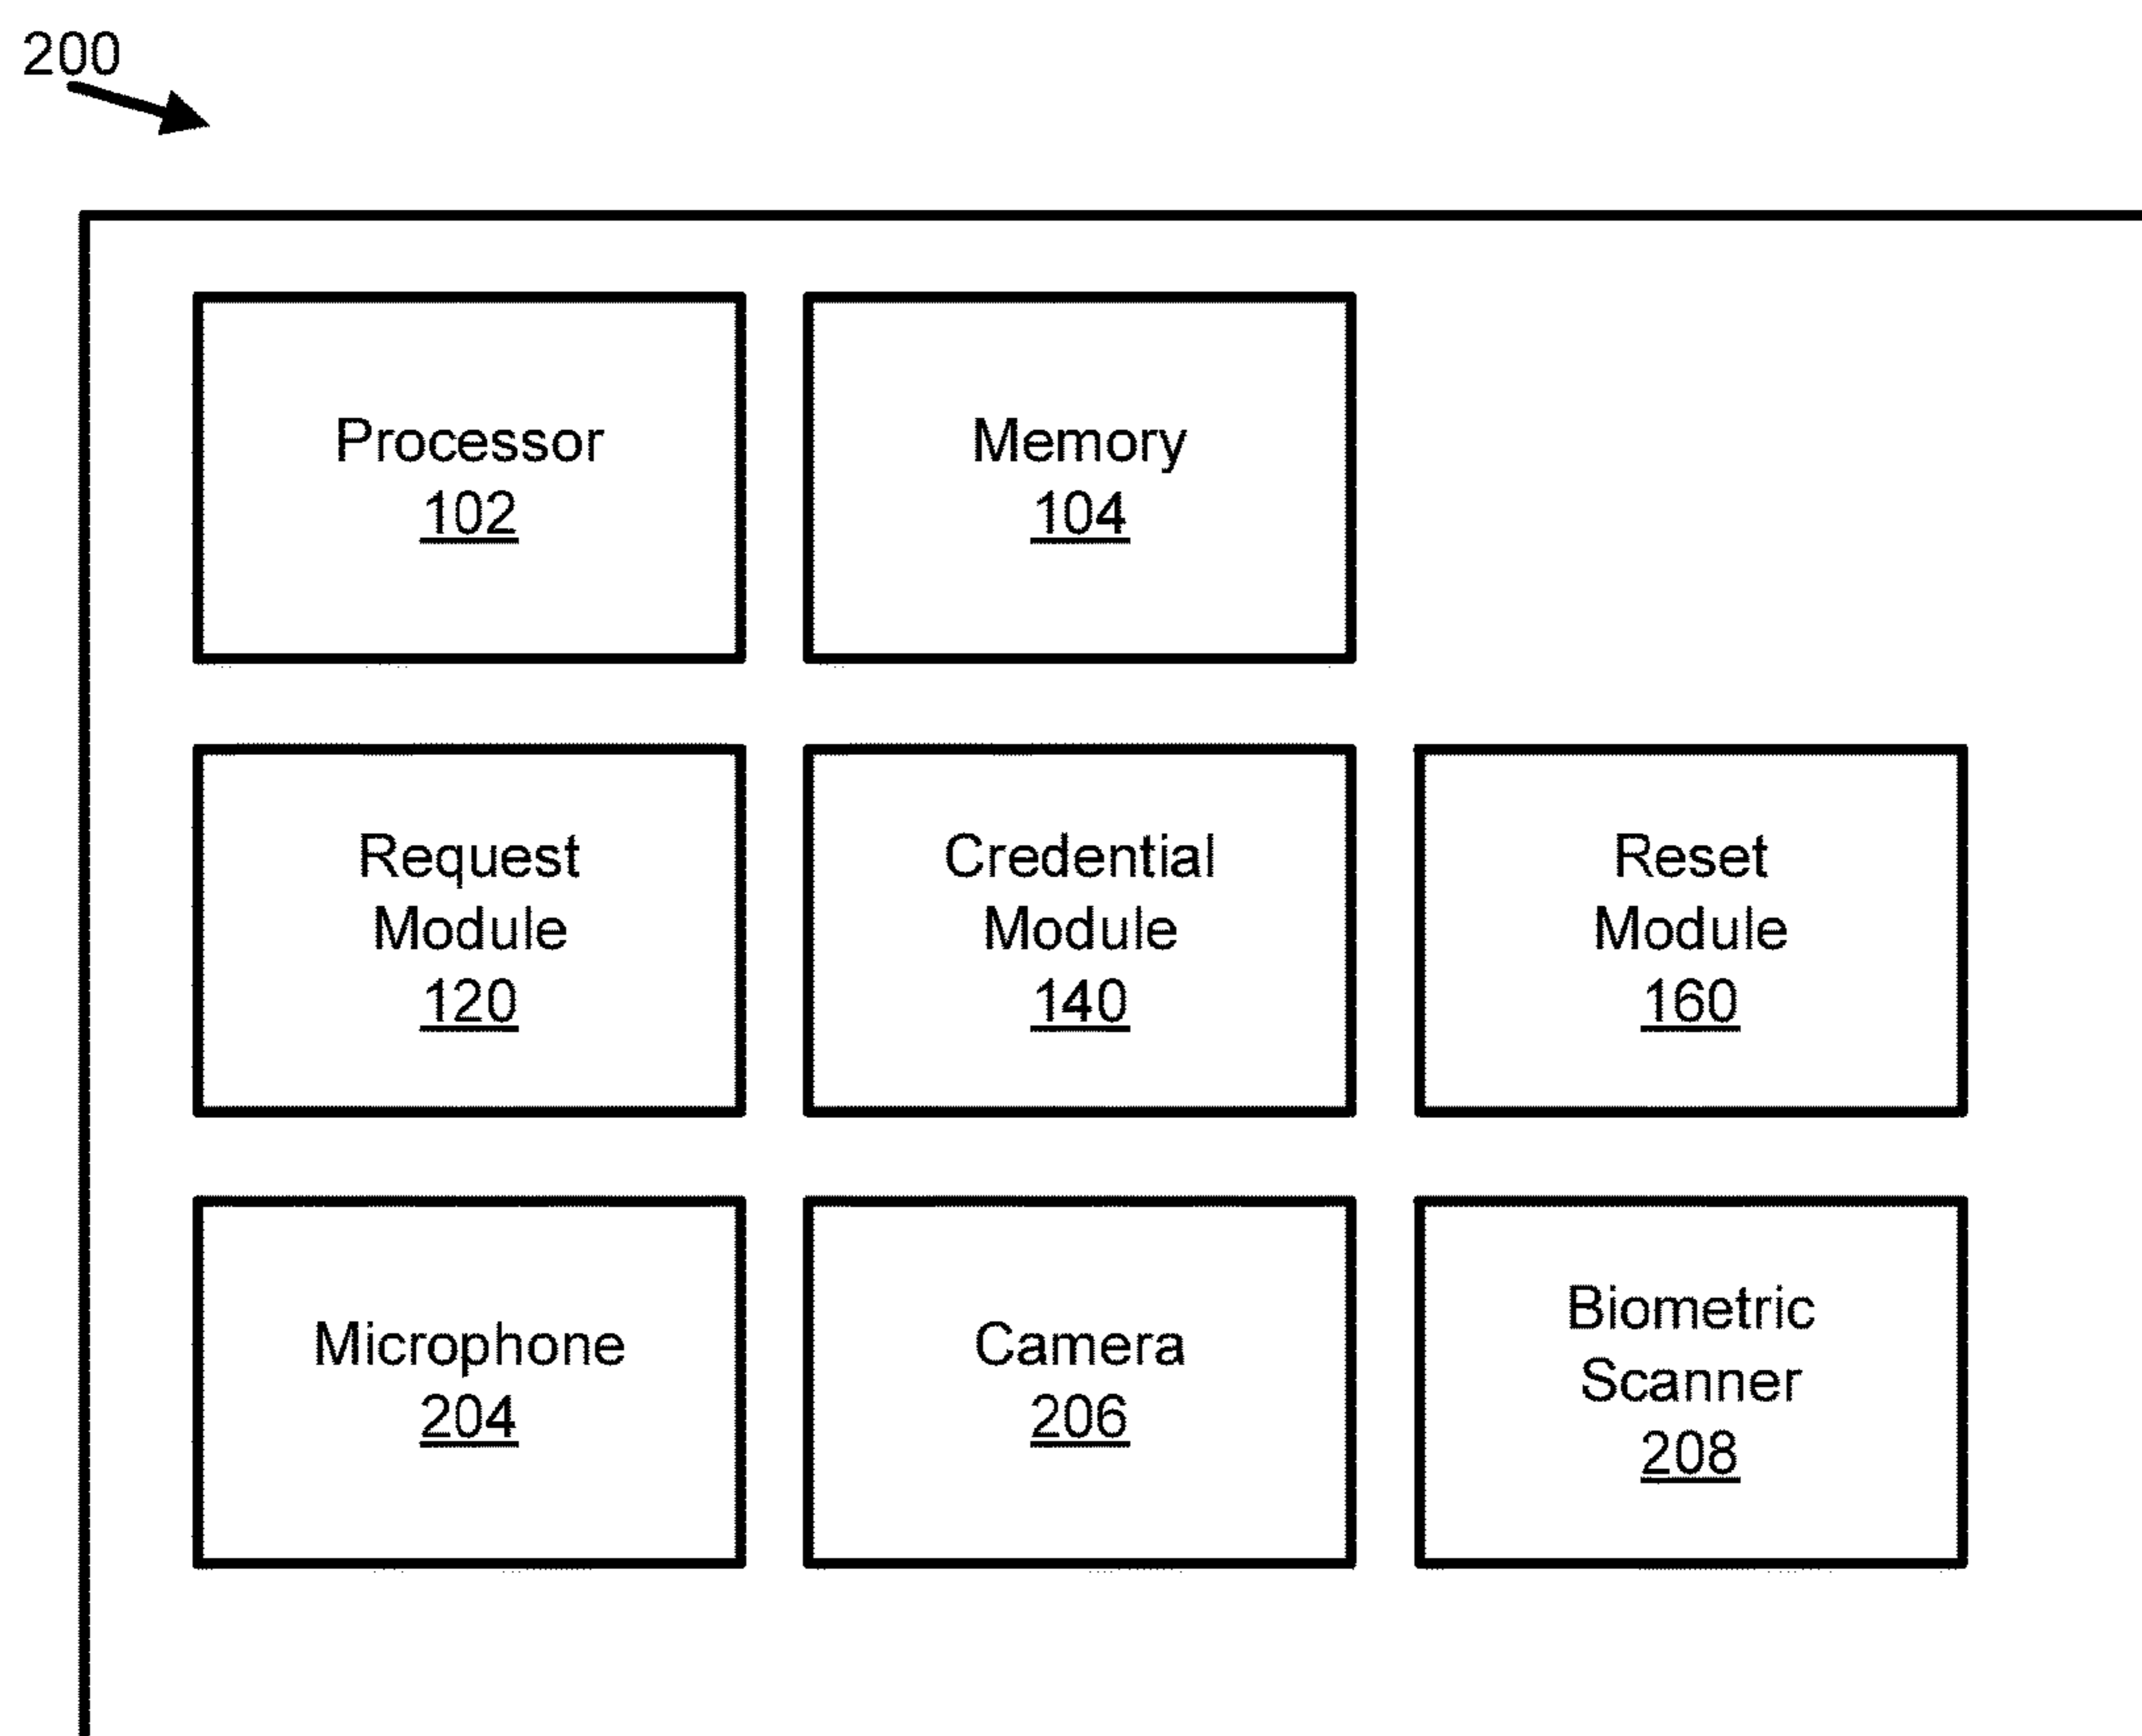 200
Processor
102
Memory
104
Request
Module
120
Credential
Module
140
Reset
Module
160
Microphone
204
Camera
206
Biometric
Scanner
208